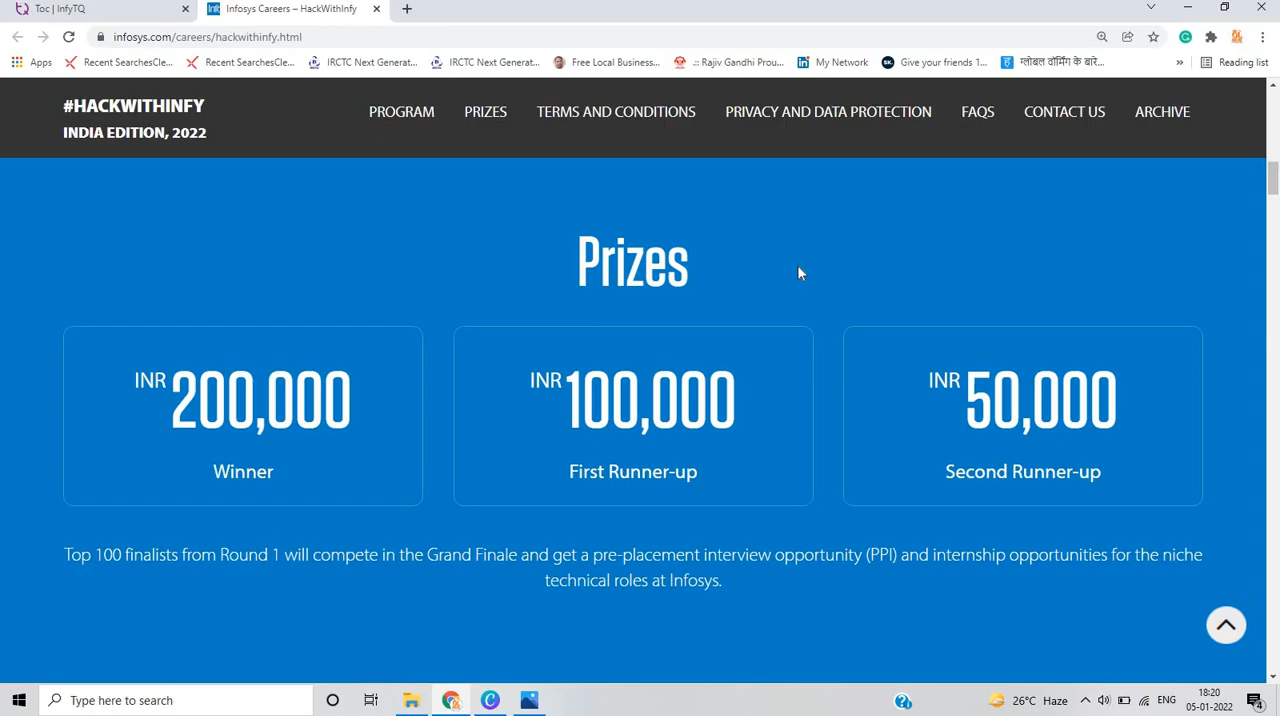 Toc | InfyTQ
Infosys Careers – HackWithInfy
infosys.com/careers/hackwithinfy.html
Apps
Recent SearchesCle...
Recent SearchesCle...
IRCTC Next Generat...
IRCTC Next Generat...
Free Local Business...
.:: Rajiv Gandhi Prou...
My Network
Give your friends 1...
ग्लोबल वॉर्मिंग के बारे...
Reading list
#HACKWITHINFY
INDIA EDITION, 2022
PROGRAM
PRIZES
TERMS AND CONDITIONS
PRIVACY AND DATA PROTECTION
FAQS
CONTACT US
ARCHIVE
Prizes
INR 200,000
Winner
INR 100,000
First Runner-up
INR 50,000
Second Runner-up
Top 100 finalists from Round 1 will compete in the Grand Finale and get a pre-placement interview opportunity (PPI) and internship opportunities for the niche
technical roles at Infosys.
Type here to search
26°C Haze
ENG
18:20
05-01-2022